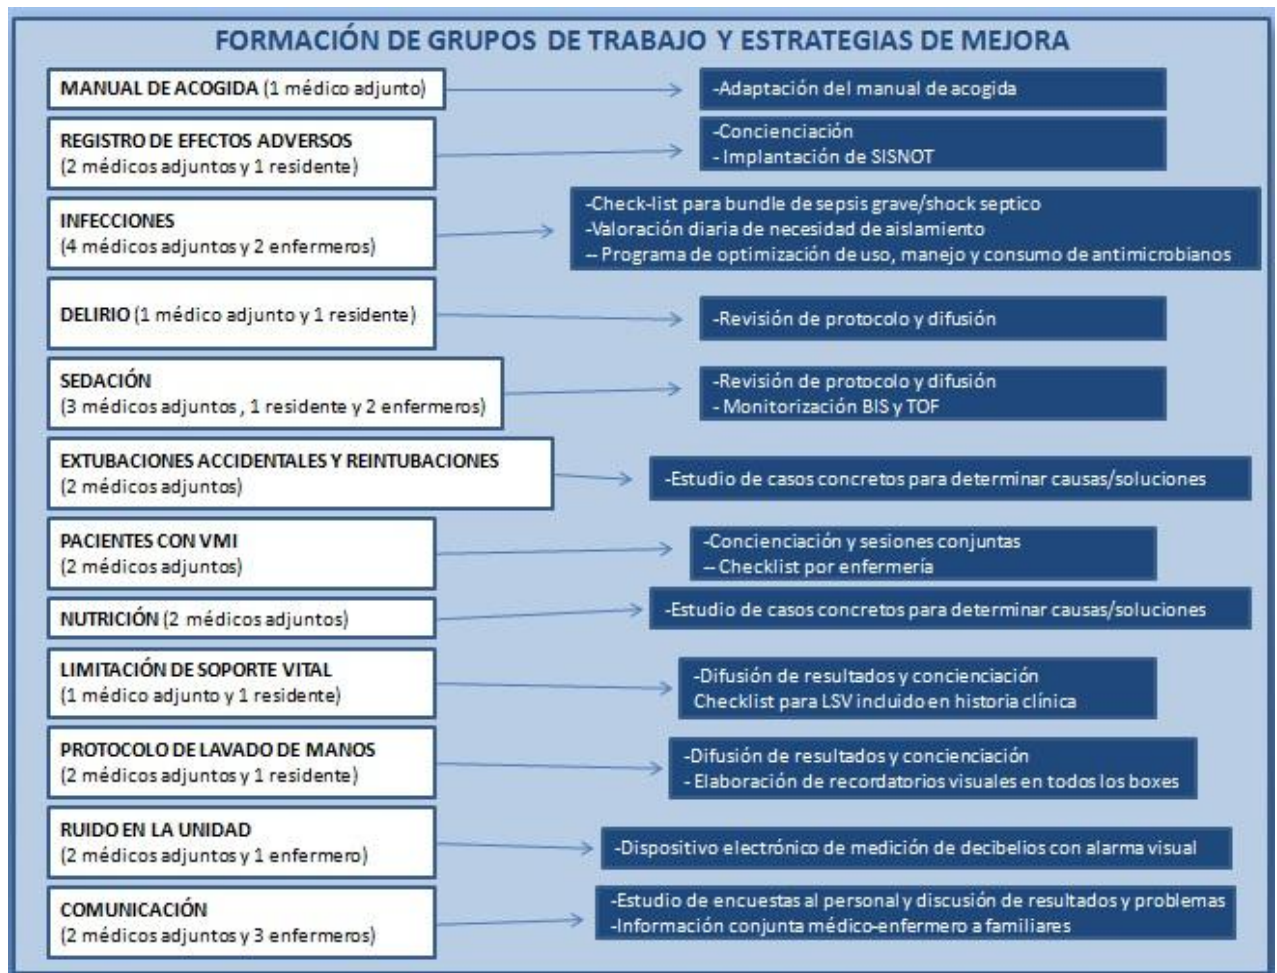 FORMACIÓN DE GRUPOS DE TRABAJO Y ESTRATEGIAS DE MEJORA
MANUAL DE ACOGIDA (1 médico adjunto)
-Adaptación del manual de acogida
REGISTRO DE EFECTOS ADVERSOS
(2 médicos adjuntos y 1 residente)
-Concienciación
- Implantación de SISNOT
INFECCIONES
(4 médicos adjuntos y 2 enfermeros)
-Check-list para bundle de sepsis grave/shock septico
-Valoración diaria de necesidad de aislamiento
-- Programa de optimización de uso, manejo y consumo de antimicrobianos
DELIRIO (1 médico adjunto y 1 residente)
-Revisión de protocolo y difusión
SEDACIÓN
(3 médicos adjuntos , 1 residente y 2 enfermeros)
-Revisión de protocolo y difusión
- Monitorización BIS y TOF
EXTUBACIONES ACCIDENTALES Y REINTUBACIONES
(2 médicos adjuntos)
-Estudio de casos concretos para determinar causas/soluciones
PACIENTES CON VMI
(2 médicos adjuntos)
-Concienciación y sesiones conjuntas
-- Checklist por enfermería
NUTRICIÓN (2 médicos adjuntos)
-Estudio de casos concretos para determinar causas/soluciones
LIMITACIÓN DE SOPORTE VITAL
(1 médico adjunto y 1 residente)
-Difusión de resultados y concienciación
Checklist para LSV incluido en historia clínica
PROTOCOLO DE LAVADO DE MANOS
(2 médicos adjuntos y 1 residente)
-Difusión de resultados y concienciación
- Elaboración de recordatorios visuales en todos los boxes
RUIDO EN LA UNIDAD
(2 médicos adjuntos y 1 enfermero)
-Dispositivo electrónico de medición de decibelios con alarma visual
COMUNICACIÓN
(2 médicos adjuntos y 3 enfermeros)
-Estudio de encuestas al personal y discusión de resultados y problemas
-Información conjunta médico-enfermero a familiares